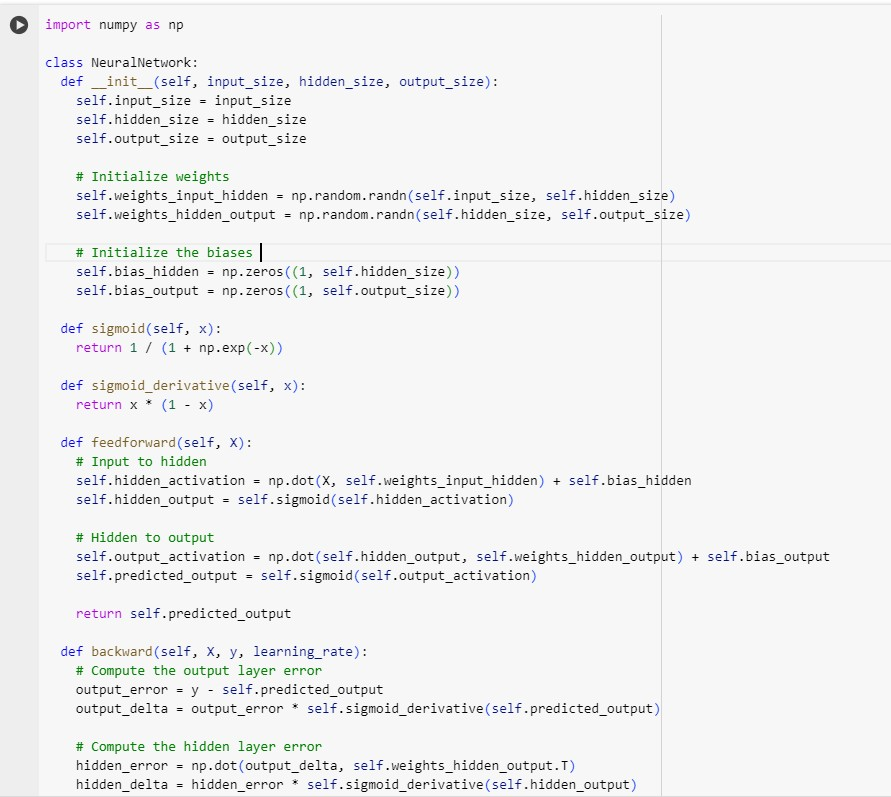 import numpy as np
class NeuralNetwork:
def __init__(self, input_size, hidden_size, output_size):
self.input_size = input_size
self.hidden_size = hidden_size
self.output_size = output_size
# Initialize weights
self.weights_input_hidden = np.random.randn(self.input_size, self.hidden_size)
self.weights_hidden_output = np.random.randn(self.hidden_size, self.output_size)
# Initialize the biases
self.bias_hidden = np.zeros((1, self.hidden_size))
self.bias_output = np.zeros((1, self.output_size))
def sigmoid(self, x):
return 1 / (1 + np.exp(-x))
def sigmoid_derivative(self, x):
return x * (1 - x)
def feedforward(self, X):
# Input to hidden
self.hidden_activation = np.dot(X, self.weights_input_hidden) + self.bias_hidden
self.hidden_output = self.sigmoid(self.hidden_activation)
# Hidden to output
self.output_activation = np.dot(self.hidden_output, self.weights_hidden_output) + self.bias_output
self.predicted_output = self.sigmoid(self.output_activation)
return self.predicted_output
def backward(self, X, y, learning_rate):
# Compute the output layer error
output_error = y - self.predicted_output
output_delta = output_error * self.sigmoid_derivative(self.predicted_output)
# Compute the hidden layer error
hidden_error = np.dot(output_delta, self.weights_hidden_output.T)
hidden_delta = hidden_error * self.sigmoid_derivative(self.hidden_output)